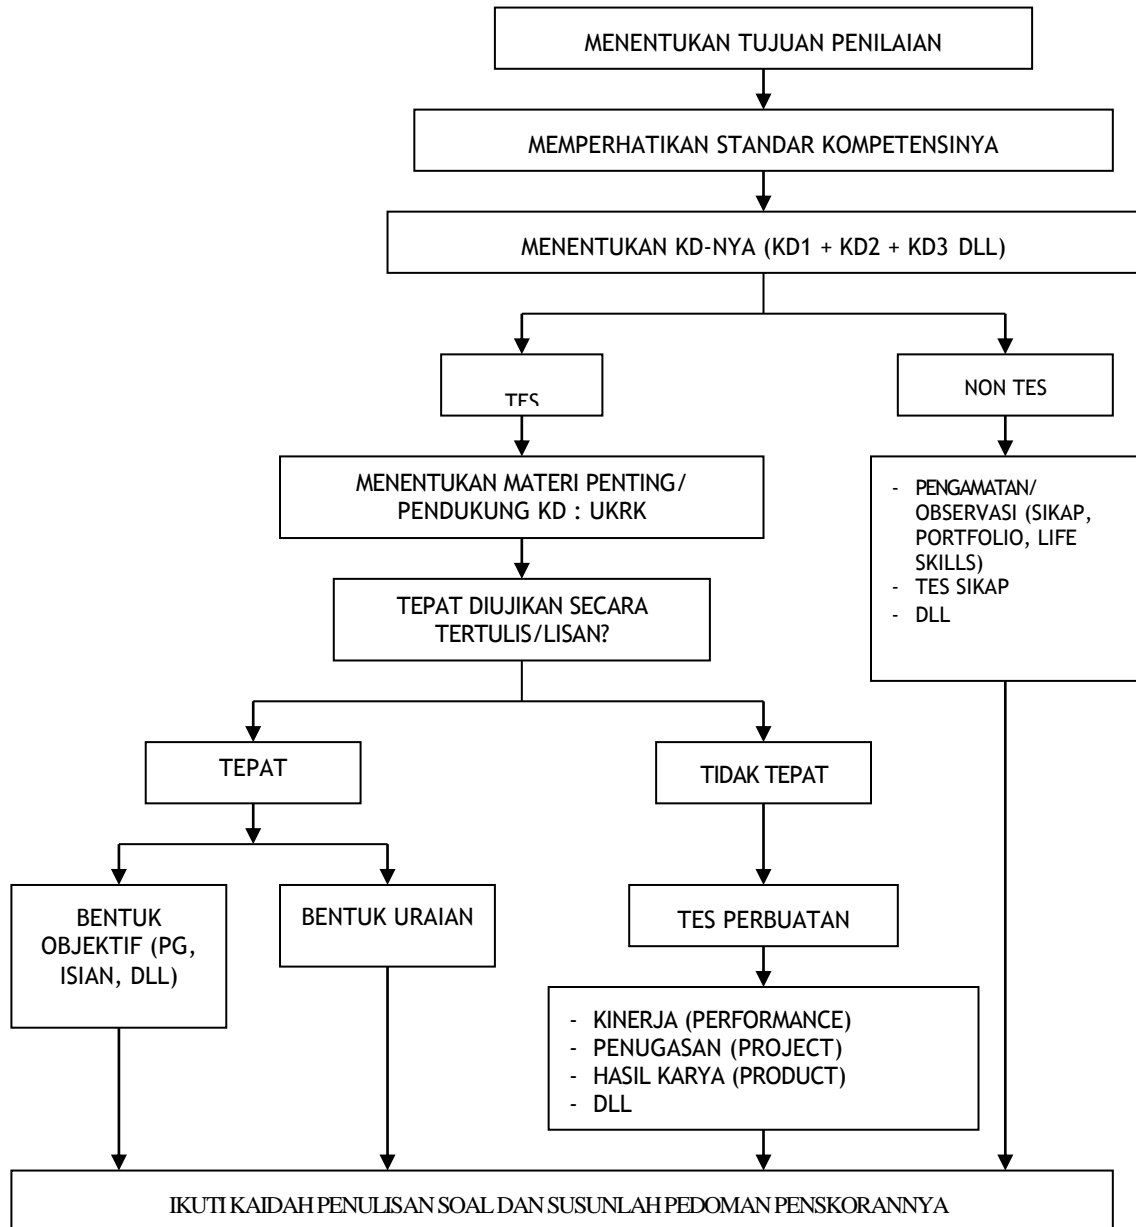 MENENTUKAN TUJUAN PENILAIAN
MEMPERHATIKAN STANDAR KOMPETENSINYA
MENENTUKAN KD-NYA (KD1 + KD2 + KD3 DLL)
TES
NON TES
MENENTUKAN MATERI PENTING/
PENDUKUNG KD : UKRK
- PENGAMATAN/
OBSERVASI (SIKAP,
PORTFOLIO, LIFE
SKILLS)
- TES SIKAP
- DLL
TEPAT DIUJIKAN SECARA
TERTULIS/LISAN?
TEPAT
TIDAK TEPAT
BENTUK
OBJEKTIF (PG,
ISIAN, DLL)
BENTUK URAIAN
TES PERBUATAN
- KINERJA (PERFORMANCE)
- PENUGASAN (PROJECT)
- HASIL KARYA (PRODUCT)
- DLL
IKUTI KAIDAH PENULISAN SOAL DAN SUSUNLAH PEDOMAN PENSKORANNYA